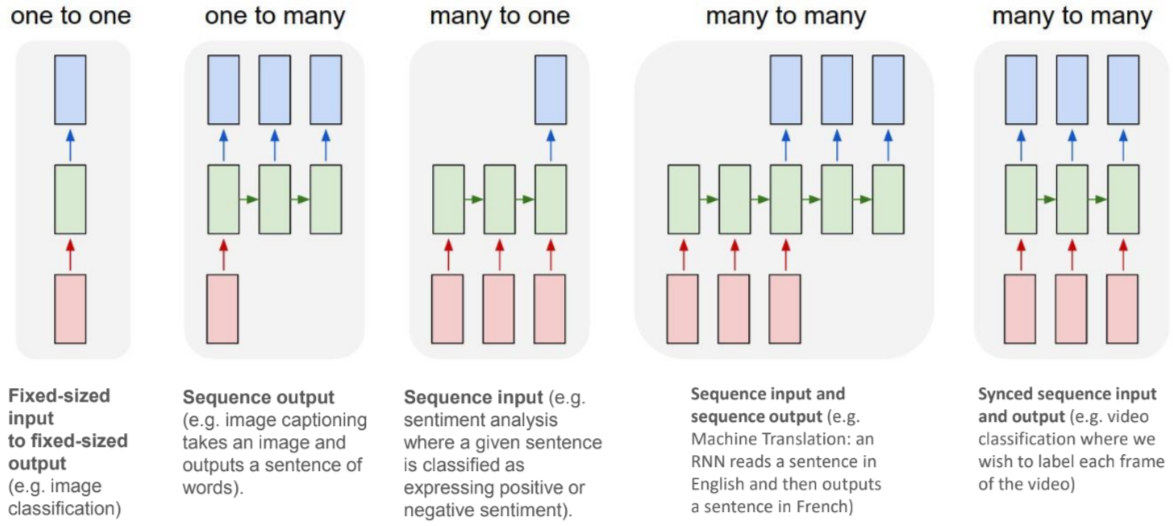 one to one
one to many
many to one
many to many
many to many
Fixed-sized
input
to fixed-sized
output
(e.g. image
classification)
Sequence output
(e.g. image captioning
takes an image and
outputs a sentence of
words).
Sequence input (e.g.
sentiment analysis
where a given sentence
is classified as
expressing positive or
negative sentiment).
Sequence input and
sequence output (e.g.
Machine Translation: an
RNN reads a sentence in
English and then outputs
a sentence in French)
Synced sequence input
and output (e.g. video
classification where we
wish to label each frame
of the video)